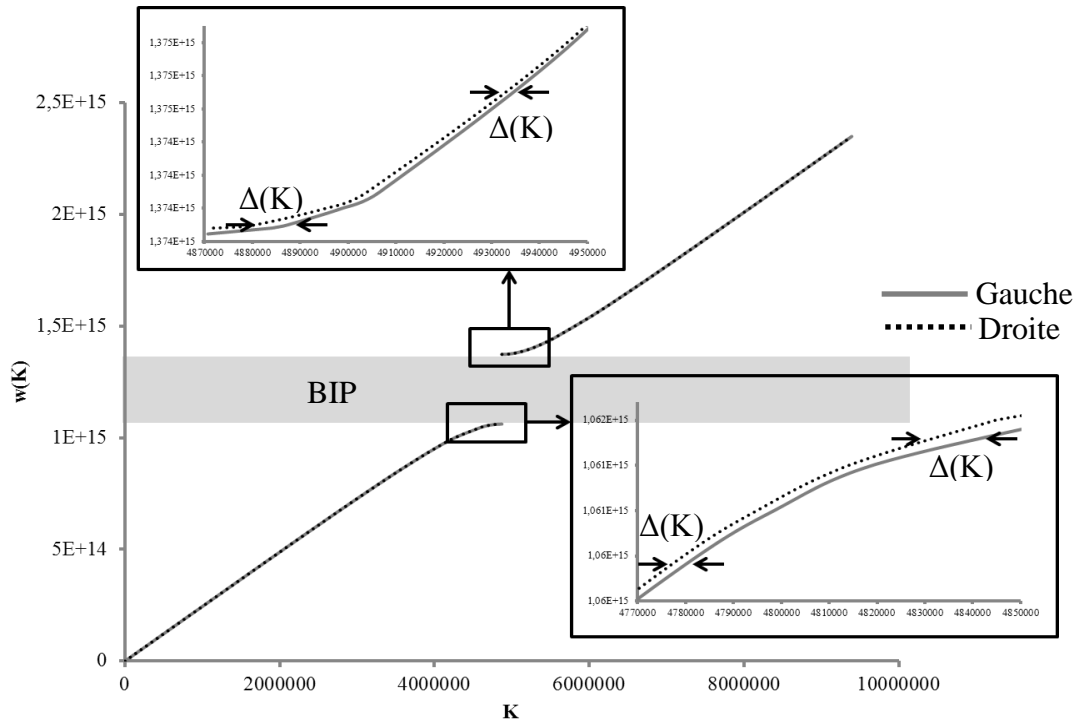 1,375E+15
1,375E+15
1,375E+15
1,374E+15
1,374E+15
1,374E+15
1,374E+15
Δ(K)
Δ(K)
4870000 4880000 4890000 4900000 4910000 4920000 4930000 4940000 4950000
2,5E+15
2E+15
1,5E+15
1E+15
5E+14
0
w(K)
Gauche
Droite
BIP
1,062E+15
1,061E+15
1,061E+15
1,06E+15
1,06E+15
Δ(K)
Δ(K)
4770000 4780000 4790000 4800000 4810000 4820000 4830000 4840000 4850000
0 2000000 4000000 6000000 8000000 10000000
K